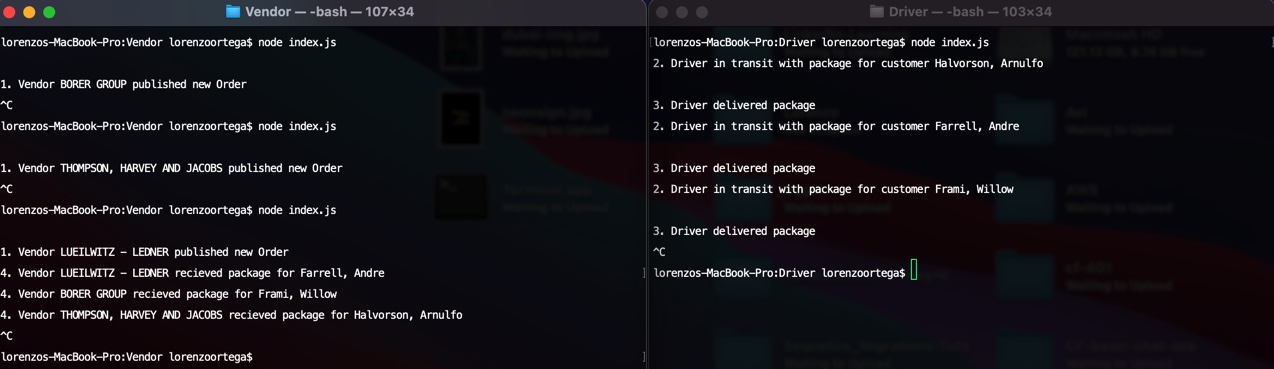 Vendor — -bash — 107×34
lorenzos-MacBook-Pro:Vendor lorenzoortega$ node index.js
1. Vendor BORER GROUP published new Order
^C
lorenzos-MacBook-Pro:Vendor lorenzoortega$ node index.js
1. Vendor THOMPSON, HARVEY AND JACOBS published new Order
^C
lorenzos-MacBook-Pro:Vendor lorenzoortega$ node index.js
1. Vendor LUEILWITZ - LEDNER published new Order
4. Vendor LUEILWITZ - LEDNER recieved package for Farrell, Andre
4. Vendor BORER GROUP recieved package for Frami, Willow
4. Vendor THOMPSON, HARVEY AND JACOBS recieved package for Halvorson, Arnulfo
^C
lorenzos-MacBook-Pro:Vendor lorenzoortega$
Driver — -bash — 103×34
lorenzos-MacBook-Pro:Driver lorenzoortega$ node index.js
2. Driver in transit with package for customer Halvorson, Arnulfo
3. Driver delivered package
2. Driver in transit with package for customer Farrell, Andre
3. Driver delivered package
2. Driver in transit with package for customer Frami, Willow
3. Driver delivered package
^C
lorenzos-MacBook-Pro:Driver lorenzoortega$